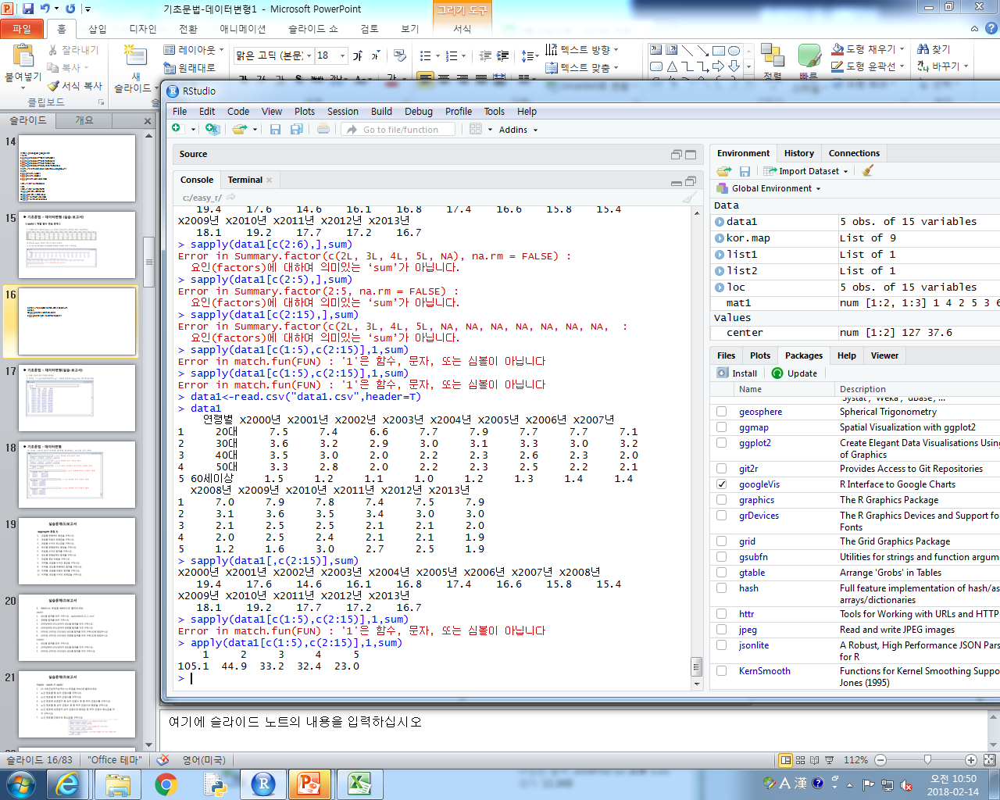 기초문법-데이터변형1 - Microsoft PowerPoint
그리기 도구
파일 홈 삽입 디자인 전환 애니메이션 슬라이드 쇼 검토 보기 서식
붙여넣기
잘라내기
복사
서식 복사
클립보드
새
슬라이드
레이아웃
원래대로
맑은 고딕 (본문) 18
텍스트 방향
텍스트 맞춤
정렬
빠른
도형 채우기
도형 윤곽선
찾기
바꾸기
슬라이드 개요
14
15
16
17
18
19
20
21
RStudio
File Edit Code View Plots Session Build Debug Profile Tools Help
Go to file/function
Addins
Source
Console Terminal
c:/easy_r/
19.4 17.6 14.6 16.1 16.8 17.4 16.6 15.8 15.4
X2009년 X2010년 X2011년 X2012년 X2013년
18.1 19.2 17.7 17.2 16.7
> sapply(data1[c(2:6),],sum)
Error in Summary.factor(c(2L, 3L, 4L, 5L, NA), na.rm = FALSE) :
요인(factors)에 대하여 의미있는 ‘sum’가 아닙니다.
> sapply(data1[c(2:5),],sum)
Error in Summary.factor(2:5, na.rm = FALSE) :
요인(factors)에 대하여 의미있는 ‘sum’가 아닙니다.
> sapply(data1[c(2:15),],sum)
Error in Summary.factor(c(2L, 3L, 4L, 5L, NA, NA, NA, NA, NA, NA, NA, :
요인(factors)에 대하여 의미있는 ‘sum’가 아닙니다.
> sapply(data1[c(1:5),c(2:15)],1,sum)
Error in match.fun(FUN) : '1'은 함수, 문자, 또는 심볼이 아닙니다
> sapply(data1[c(1:5),c(2:15)],1,sum)
Error in match.fun(FUN) : '1'은 함수, 문자, 또는 심볼이 아닙니다
> data1<-read.csv("data1.csv",header=T)
> data1
연령별 X2000년 X2001년 X2002년 X2003년 X2004년 X2005년 X2006년 X2007년
1 20대 7.5 7.4 6.6 7.7 7.9 7.7 7.7 7.1
2 30대 3.6 3.2 2.9 3.0 3.1 3.3 3.0 3.2
3 40대 3.5 3.0 2.0 2.2 2.3 2.6 2.3 2.0
4 50대 3.3 2.8 2.0 2.2 2.3 2.5 2.2 2.1
5 60세이상 1.5 1.2 1.1 1.0 1.2 1.3 1.4 1.4
X2008년 X2009년 X2010년 X2011년 X2012년 X2013년
1 7.0 7.9 7.8 7.4 7.5 7.9
2 3.1 3.6 3.5 3.4 3.0 3.0
3 2.1 2.5 2.5 2.1 2.1 2.0
4 2.0 2.5 2.4 2.1 2.1 1.9
5 1.2 1.6 3.0 2.7 2.5 1.9
> sapply(data1[,c(2:15)],sum)
X2000년 X2001년 X2002년 X2003년 X2004년 X2005년 X2006년 X2007년 X2008년
19.4 17.6 14.6 16.1 16.8 17.4 16.6 15.8 15.4
X2009년 X2010년 X2011년 X2012년 X2013년
18.1 19.2 17.7 17.2 16.7
> sapply(data1[c(1:5),c(2:15)],1,sum)
Error in match.fun(FUN) : '1'은 함수, 문자, 또는 심볼이 아닙니다
> apply(data1[c(1:5),c(2:15)],1,sum)
1 2 3 4 5
105.1 44.9 33.2 32.4 23.0
>
Environment History Connections
Import Dataset
Global Environment
Data
data1 5 obs. of 15 variables
kor.map List of 9
list1 List of 1
list2 List of 1
loc 5 obs. of 15 variables
mat1 num [1:2, 1:3] 1 4 2 5 3 6
Values
center num [1:2] 127 37.6
Files Plots Packages Help Viewer
Install Update
Name Description
geosphere Spherical Trigonometry
ggmap Spatial Visualization with ggplot2
ggplot2 Create Elegant Data Visualisations Using
of Graphics
git2r Provides Access to Git Repositories
googleVis R Interface to Google Charts
graphics The R Graphics Package
grDevices The R Graphics Devices and Support fo
Fonts
grid The Grid Graphics Package
gsubfn Utilities for strings and function argum
gtable Arrange 'Grobs' in Tables
hash Full feature implementation of hash/as
arrays/dictionaries
httr Tools for Working with URLs and HTTP
jpeg Read and write JPEG images
jsonlite A Robust, High Performance JSON Pars
for R
KernSmooth Functions for Kernel Smoothing Suppo
Jones (1995)
여기에 슬라이드 노트의 내용을 입력하십시오
슬라이드 16/83 "Office 테마" 영어(미국) 112%
A 漢
오전 10:50
2018-02-14